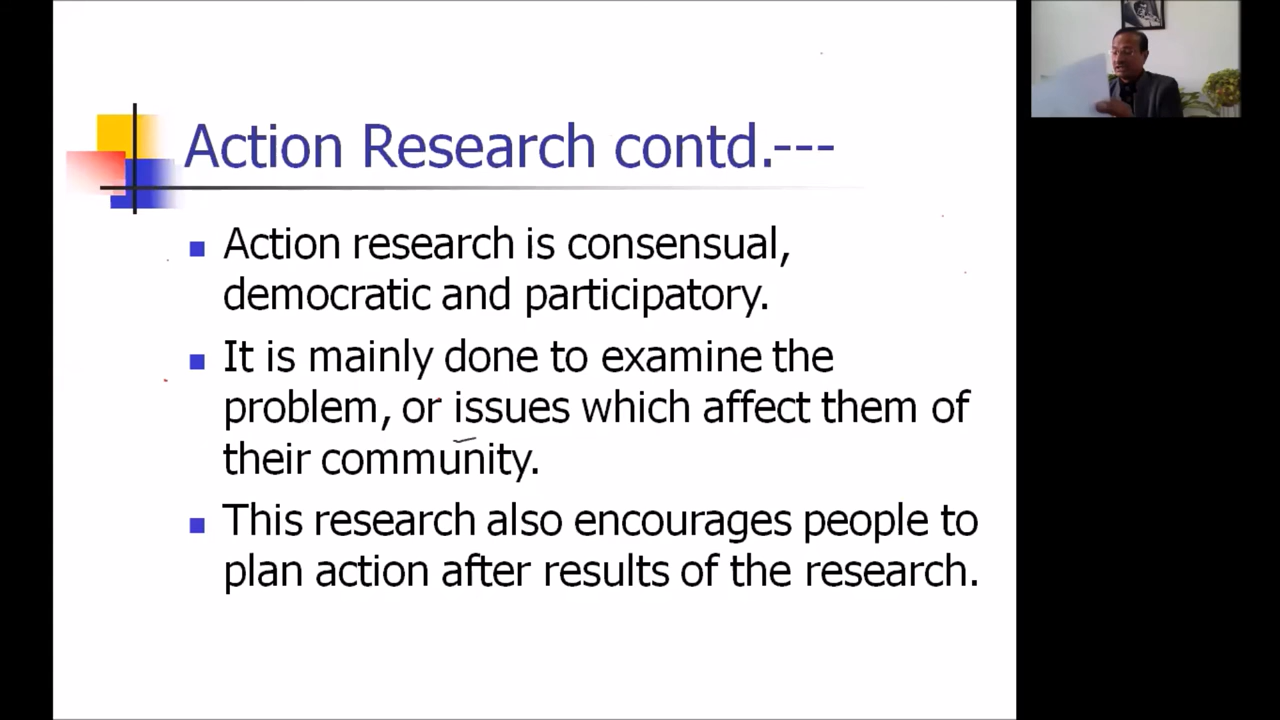 Action Research contd.---
Action research is consensual,
democratic and participatory.
It is mainly done to examine the
problem, or issues which affect them of
their community.
This research also encourages people to
plan action after results of the research.